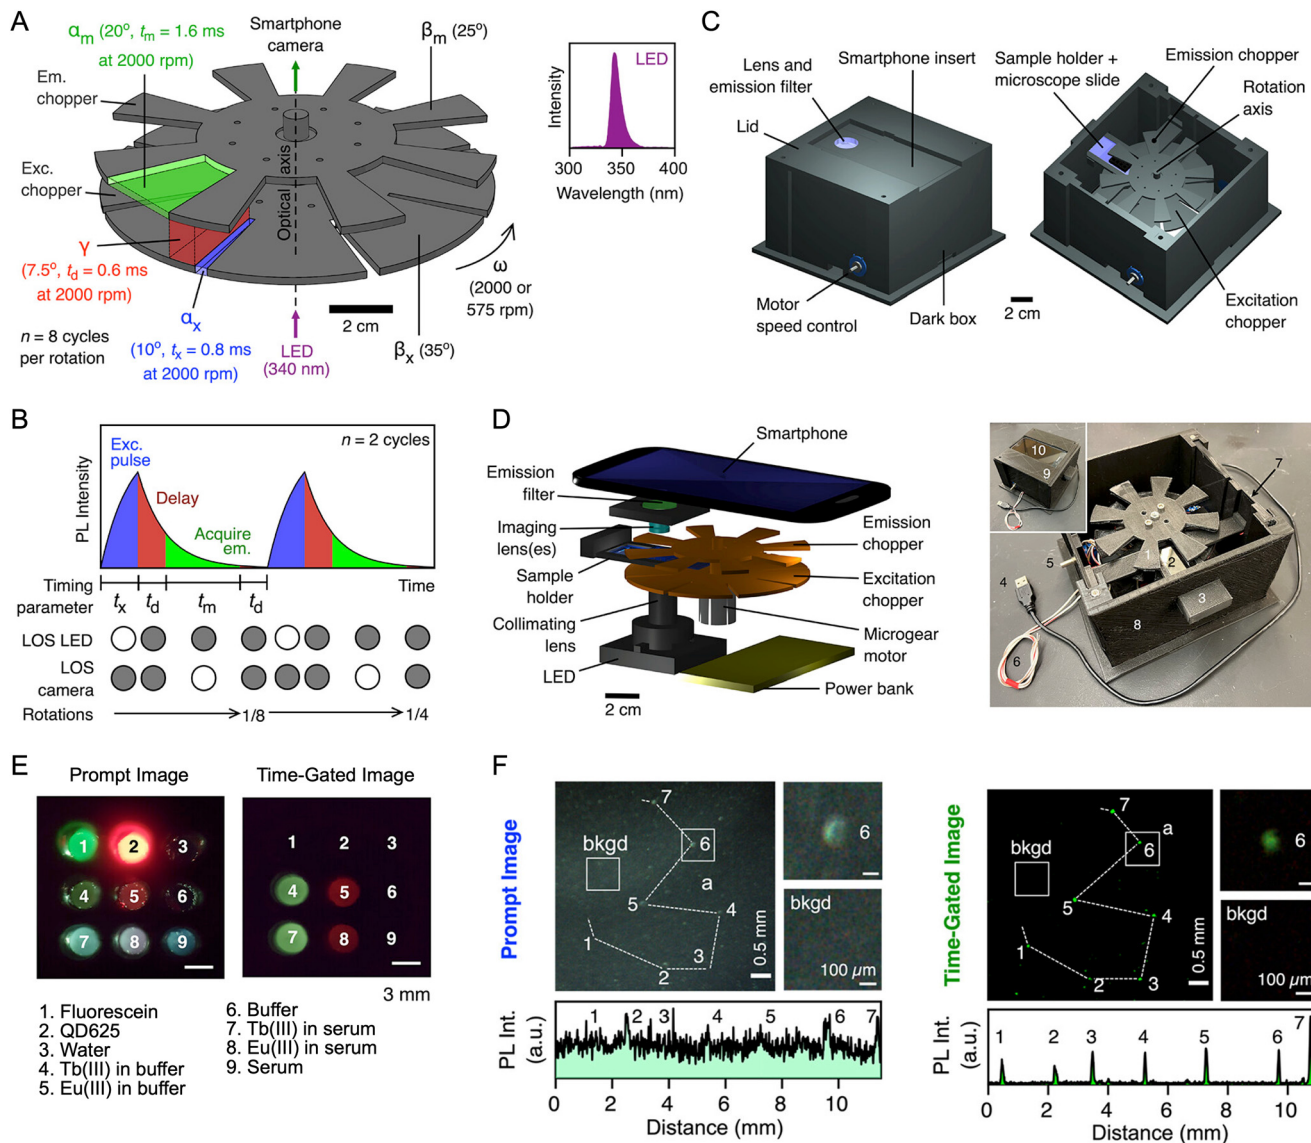 A
αm (20°, tm = 1.6 ms
at 2000 rpm)
Smartphone
camera
βm (25°)
Em.
chopper
Exc.
chopper
Optical axis
γ
(7.5°, td = 0.6 ms
at 2000 rpm)
αx
(10°, tx = 0.8 ms
at 2000 rpm)
n = 8 cycles
per rotation
LED
(340 nm)
2 cm
βx (35°)
ω
(2000 or
575 rpm)
LED
Intensity
300 350 400
Wavelength (nm)
C
Lens and
emission filter
Smartphone insert
Lid
Motor
speed control
Dark box
2 cm
Sample holder +
microscope slide
Emission chopper
Rotation
axis
Excitation
chopper
B
n = 2 cycles
PL Intensity
Exc.
pulse
Delay
Acquire
em.
Time
Timing
parameter
tx td tm td
LOS LED
LOS
camera
Rotations
1/8
1/4
D
Smartphone
Emission
filter
Imaging
lens(es)
Sample
holder
Collimating
lens
LED
Emission
chopper
Excitation
chopper
Microgear
motor
Power bank
2 cm
10
9
7
1
2
3
4
5
6
8
E
Prompt Image
Time-Gated Image
1 2 3
4 5 6
7 8 9
1 2 3
4 5 6
7 8 9
3 mm
1. Fluorescein
2. QD625
3. Water
4. Tb(III) in buffer
5. Eu(III) in buffer
6. Buffer
7. Tb(III) in serum
8. Eu(III) in serum
9. Serum
F
Prompt Image
7
bkgd
6
a
5
4
1
3
2
0.5 mm
6
bkgd
100 µm
PL Int.
(a.u.)
1 2 3 4 5 6 7
0 2 4 6 8 10
Distance (mm)
Time-Gated Image
7
a
bkgd
6
5
4
1
2
3
0.5 mm
6
bkgd
100 µm
PL Int.
(a.u.)
1 2 3 4 5 6 7
0 2 4 6 8 10
Distance (mm)